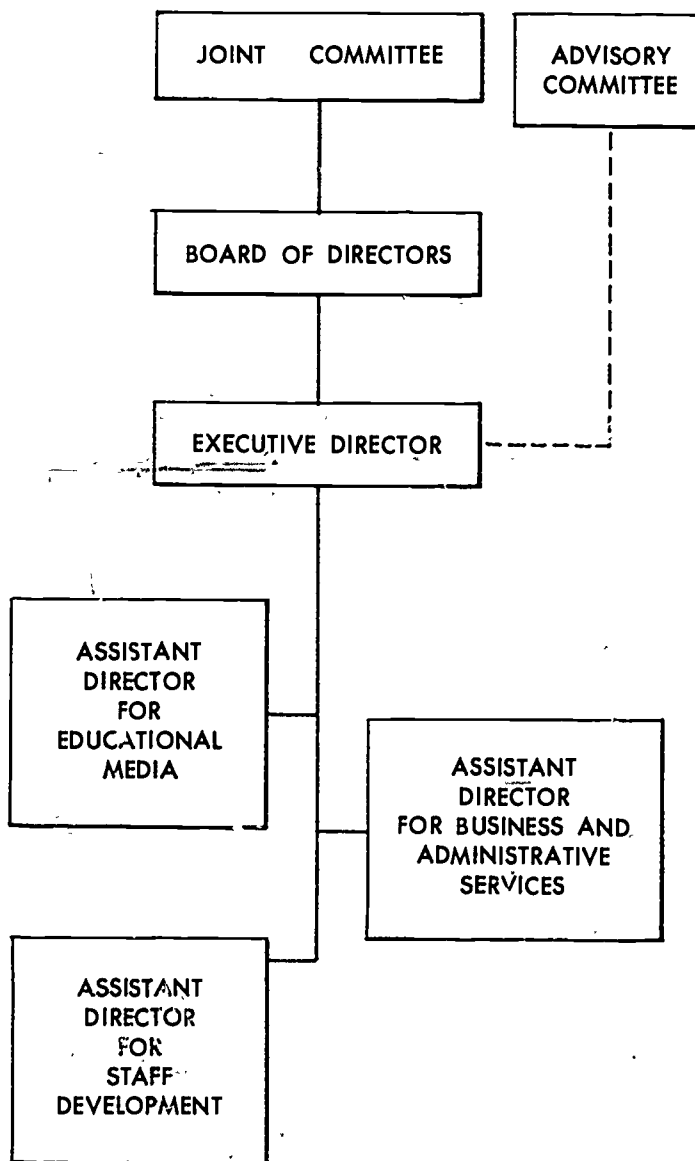 JOINT COMMITTEE
ADVISORY
COMMITTEE
BOARD OF DIRECTORS
EXECUTIVE DIRECTOR
ASSISTANT
DIRECTOR
FOR
EDUCATIONAL
MEDIA
ASSISTANT
DIRECTOR
FOR BUSINESS AND
ADMINISTRATIVE
SERVICES
ASSISTANT
DIRECTOR
FOR
STAFF
DEVELOPMENT